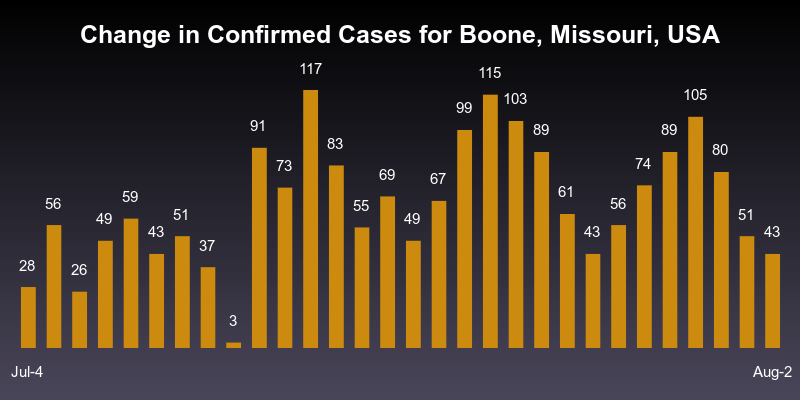 Change in Confirmed Cases for Boone, Missouri, USA
28 56 26 49 59 43 51 37 3 91 73 117 83 55 69 49 67 99 115 103 89 61 43 56 74 89 105 80 51 43
Jul-4 Aug-2